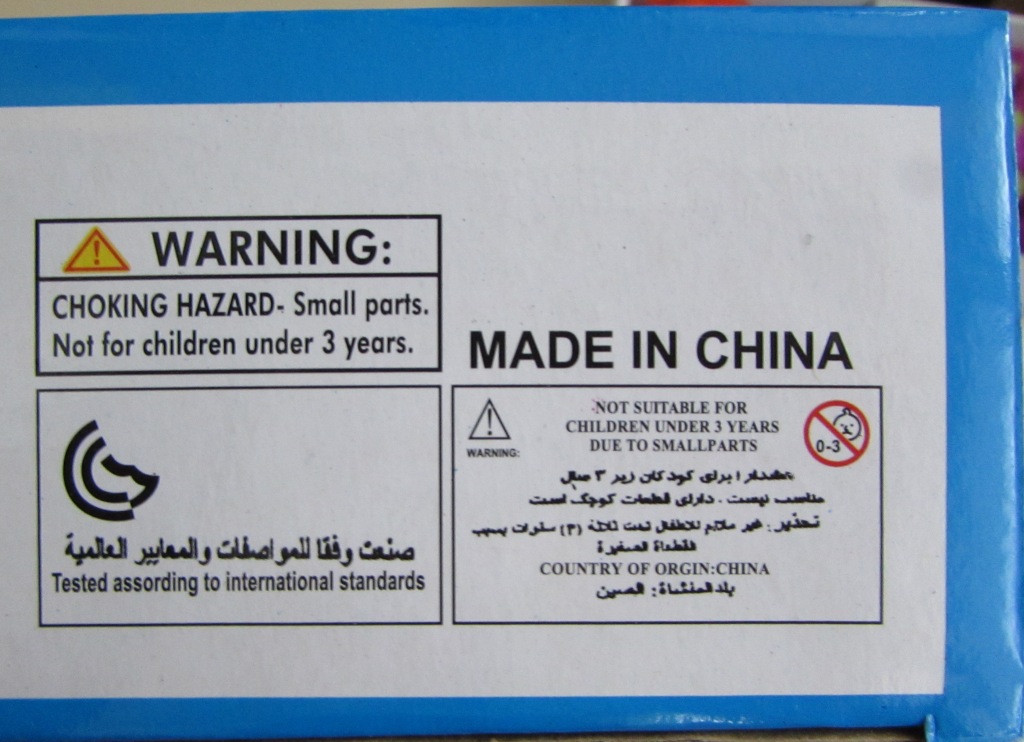 WARNING:
CHOKING HAZARD- Small parts.
Not for children under 3 years.
MADE IN CHINA
صنعت وفقا للمواصفات والمعايير العالمية
Tested assording to international standards
WARNING:
NOT SUITABLE FOR
CHILDREN UNDER 3 YEARS
DUE TO SMALLPARTS
0-3
هشدار ! برای کودکان زیر ۳ سال
مناسب نیست . دارای قطعات کوچک است
تحذير : غير ملائم للاطفال تحت ثلاثة (٣) سنوات بسبب
القطعاة الصغيرة
COUNTRY OF ORGIN:CHINA
بلد المنشاة : الصين